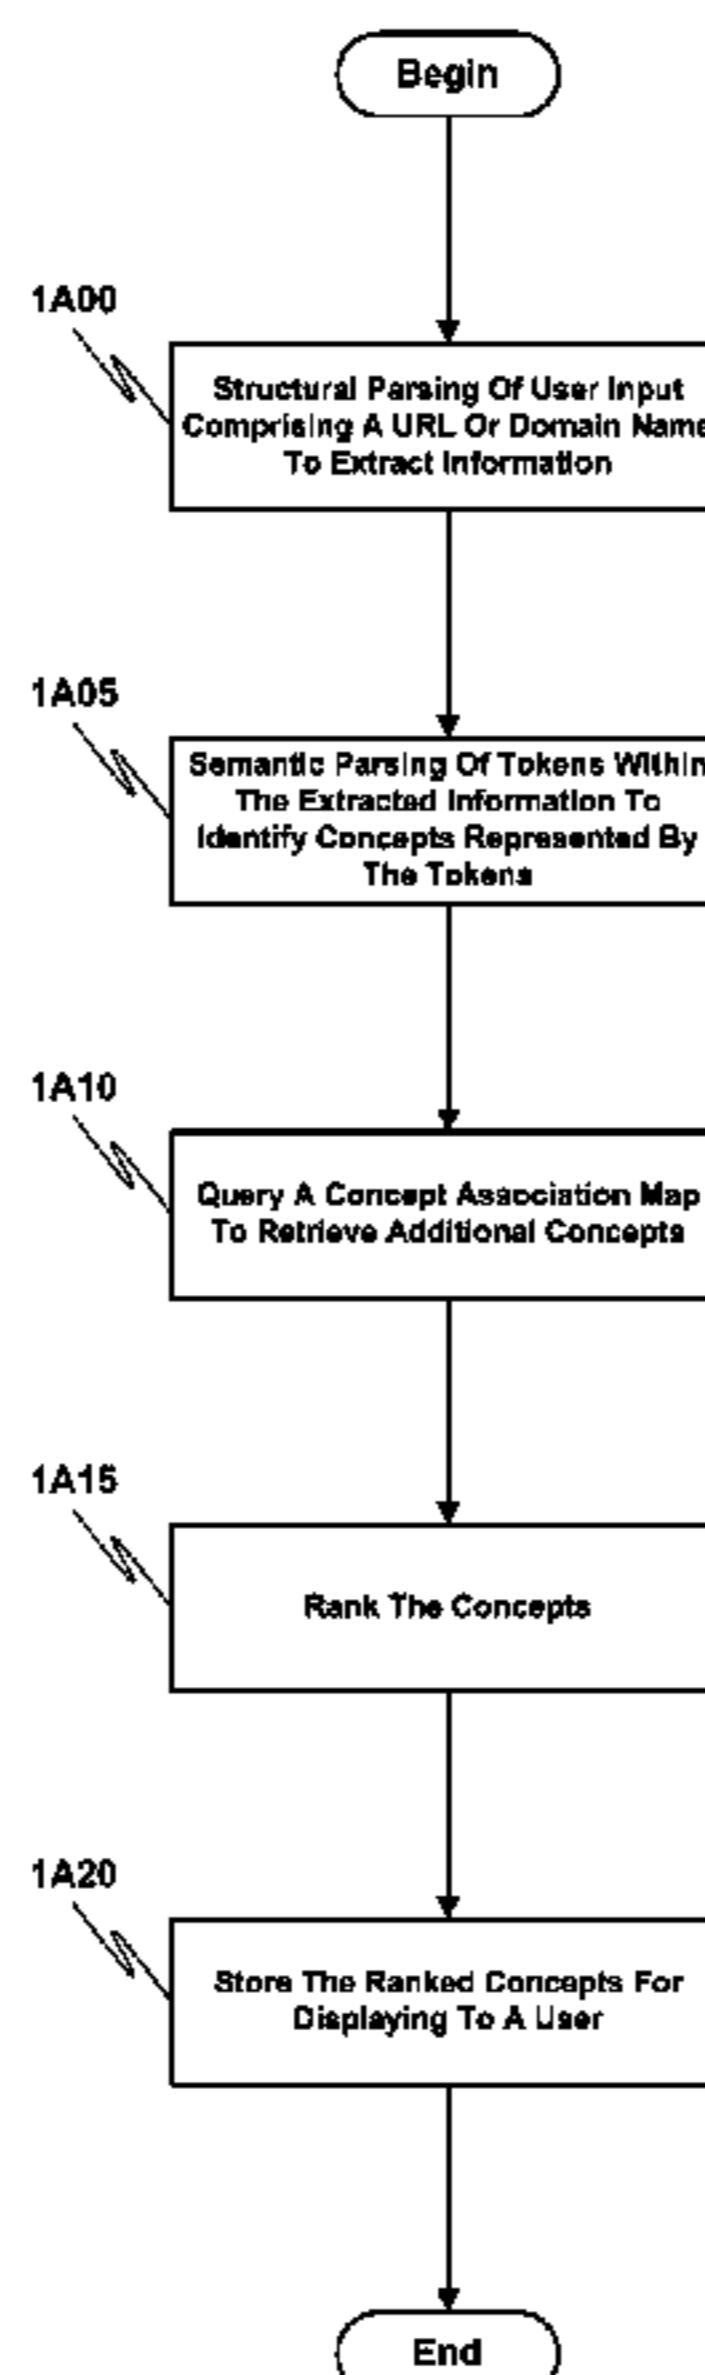 Begin
1A00
Structural Parsing Of User Input
Comprising A URL Or Domain Name
To Extract Information
1A05
Semantic Parsing Of Tokens Within
The Extracted Information To
Identify Concepts Represented By
The Tokens
1A10
Query A Concept Association Map
To Retrieve Additional Concepts
1A15
Rank The Concepts
1A20
Store The Ranked Concepts For
Displaying To A User
End